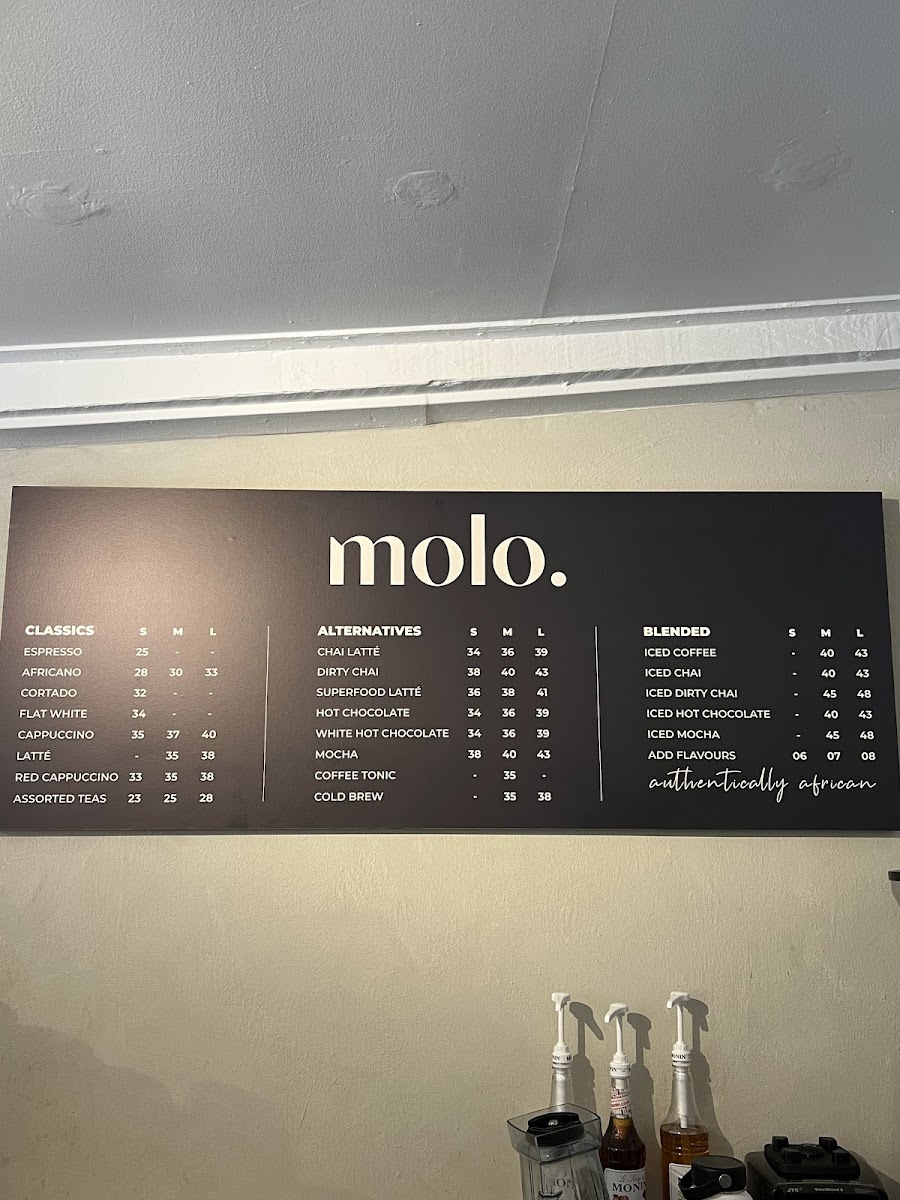 molo.
CLASSICS S M L
ESPRESSO 25 - -
AFRICANO 28 30 33
CORTADO 32 - -
FLAT WHITE 34 - -
CAPPUCCINO 35 37 40
LATTÉ - 35 38
RED CAPPUCCINO 33 35 38
ASSORTED TEAS 23 25 28
ALTERNATIVES S M L
CHAI LATTÉ 34 36 39
DIRTY CHAI 38 40 43
SUPERFOOD LATTÉ 36 38 41
HOT CHOCOLATE 34 36 39
WHITE HOT CHOCOLATE 34 36 39
MOCHA 38 40 43
COFFEE TONIC - 35 -
COLD BREW - 35 38
BLENDED S M L
ICED COFFEE - 40 43
ICED CHAI - 40 43
ICED DIRTY CHAI - 45 48
ICED HOT CHOCOLATE - 40 43
ICED MOCHA - 45 48
ADD FLAVOURS 06 07 08
authentically african